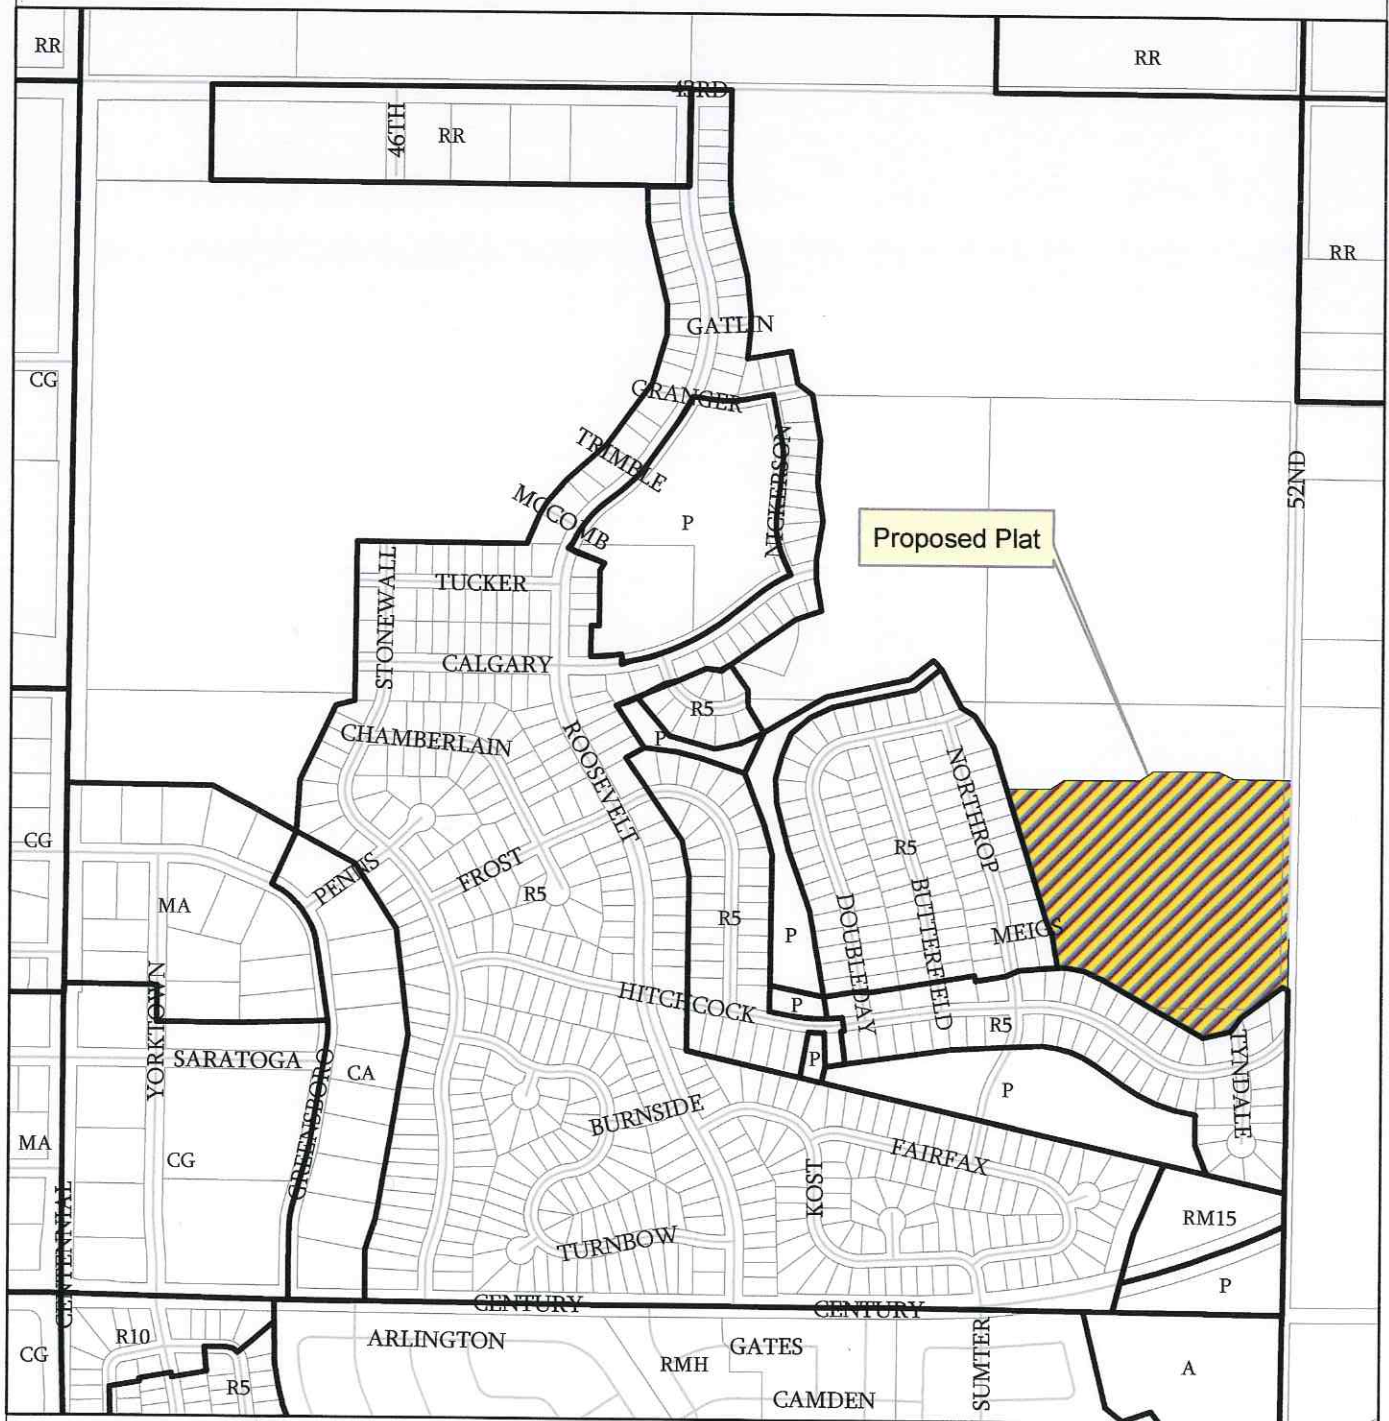 RR
RR
43RD
46TH
RR
RR
GATLIN
CG
GRANGER
TRIMBLE
NICKERSON
52ND
MCCOMB
P
Proposed Plat
STONEWALL
TUCKER
CALGARY
R5
CHAMBERLAIN
P
ROOSEVELT
NORTHROP
CG
R5
PENNS
FROST
R5
MA
R5
DOUBLEDAY
BUTTERFIELD
P
MEIGS
YORKTOWN
HITCHCOCK
P
R5
SARATOGA
GREENSBORO
CA
P
P
TYNDALE
BURNSIDE
MA
CG
FAIRFAX
KOST
CENTENNIAL
RM15
TURNBOW
P
CENTURY
CENTURY
R10
ARLINGTON
GATES
SUMTER
CG
RMH
A
R5
CAMDEN